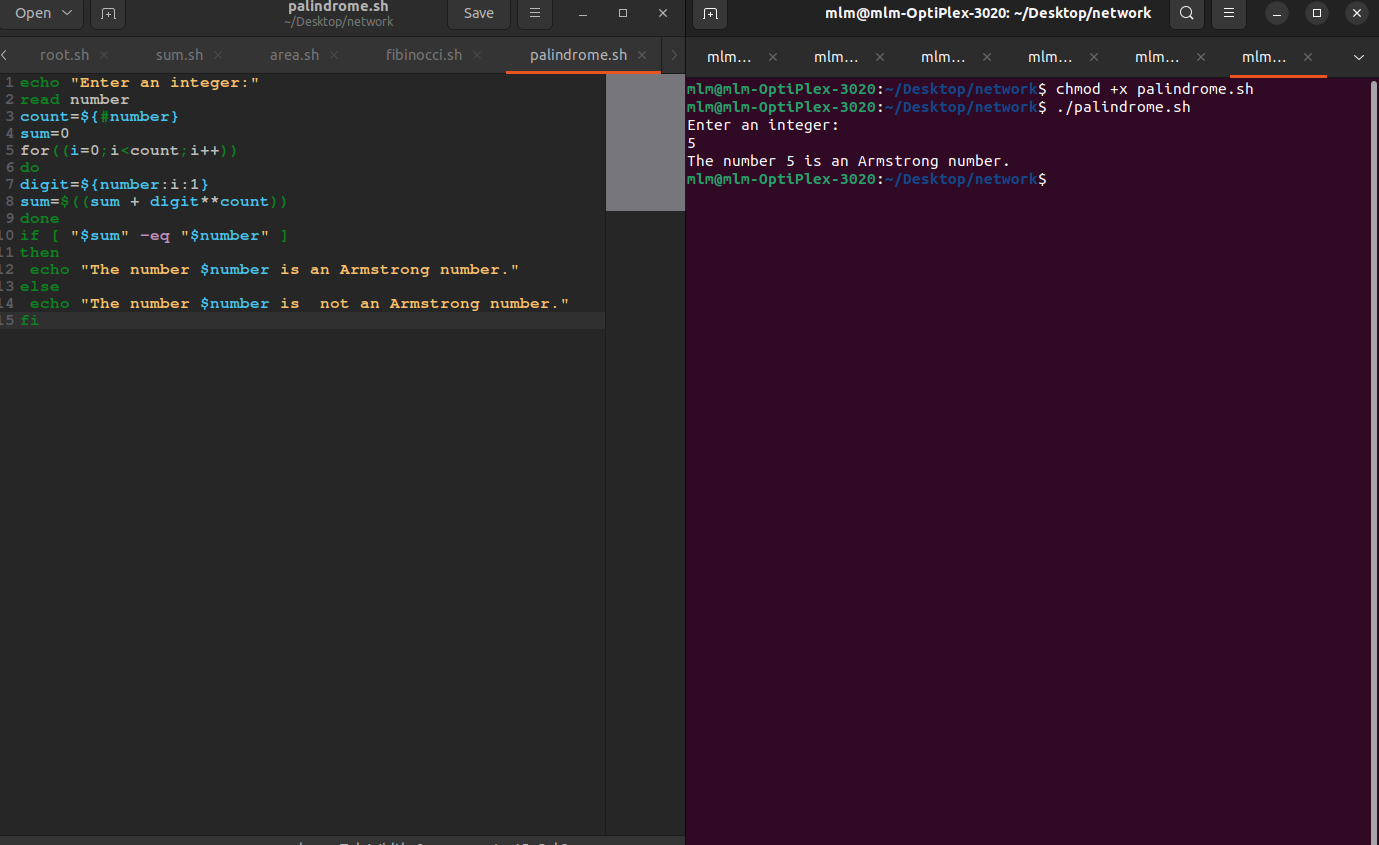 Open
palindrome.sh
~/Desktop/network
Save
root.sh
sum.sh
area.sh
fibinocci.sh
palindrome.sh
1 echo "Enter an integer:"
2 read number
3 count=${#number}
4 sum=0
5 for((i=0;i<count;i++))
6 do
7 digit=${number:i:1}
8 sum=$((sum + digit**count))
9 done
10 if [ "$sum" -eq "$number" ]
11 then
12 echo "The number $number is an Armstrong number."
13 else
14 echo "The number $number is  not an Armstrong number."
15 fi
mlm@mlm-OptiPlex-3020: ~/Desktop/network
mlm...
mlm...
mlm...
mlm...
mlm...
mlm...
mlm@mlm-OptiPlex-3020:~/Desktop/network$ chmod +x palindrome.sh
mlm@mlm-OptiPlex-3020:~/Desktop/network$ ./palindrome.sh
Enter an integer:
5
The number 5 is an Armstrong number.
mlm@mlm-OptiPlex-3020:~/Desktop/network$